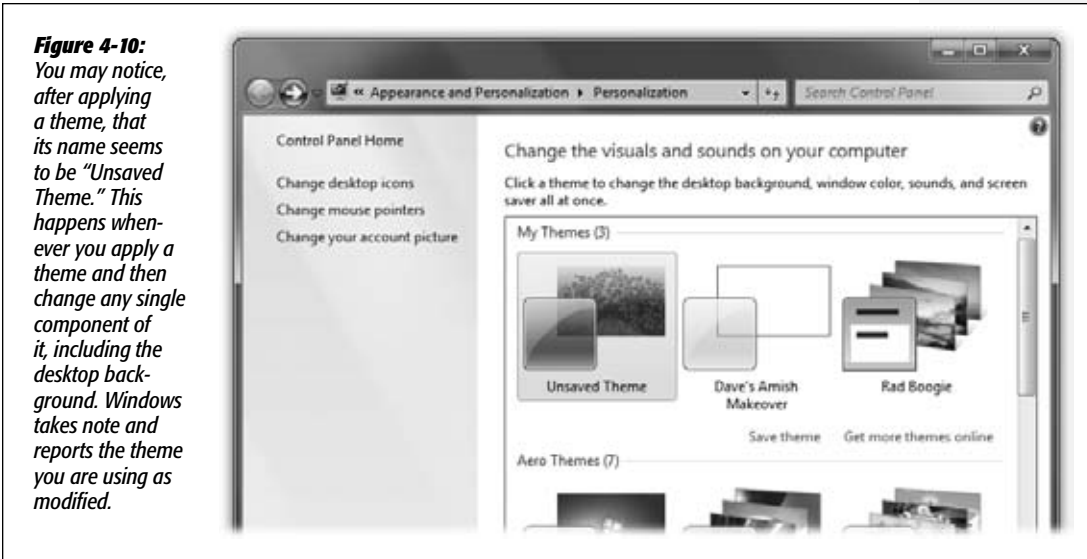 Figure 4-10:
You may notice,
after applying
a theme, that
its name seems
to be “Unsaved
Theme.” This
happens when-
ever you apply a
theme and then
change any single
component of
it, including the
desktop back-
ground. Windows
takes note and
reports the theme
you are using as
modified.
« Appearance and Personalization ▸ Personalization
Search Control Panel
Control Panel Home
Change desktop icons
Change mouse pointers
Change your account picture
Change the visuals and sounds on your computer
Click a theme to change the desktop background, window color, sounds, and screen
saver all at once.
My Themes (3)
Unsaved Theme
Dave's Amish
Makeover
Rad Boogie
Save theme
Get more themes online
Aero Themes (7)